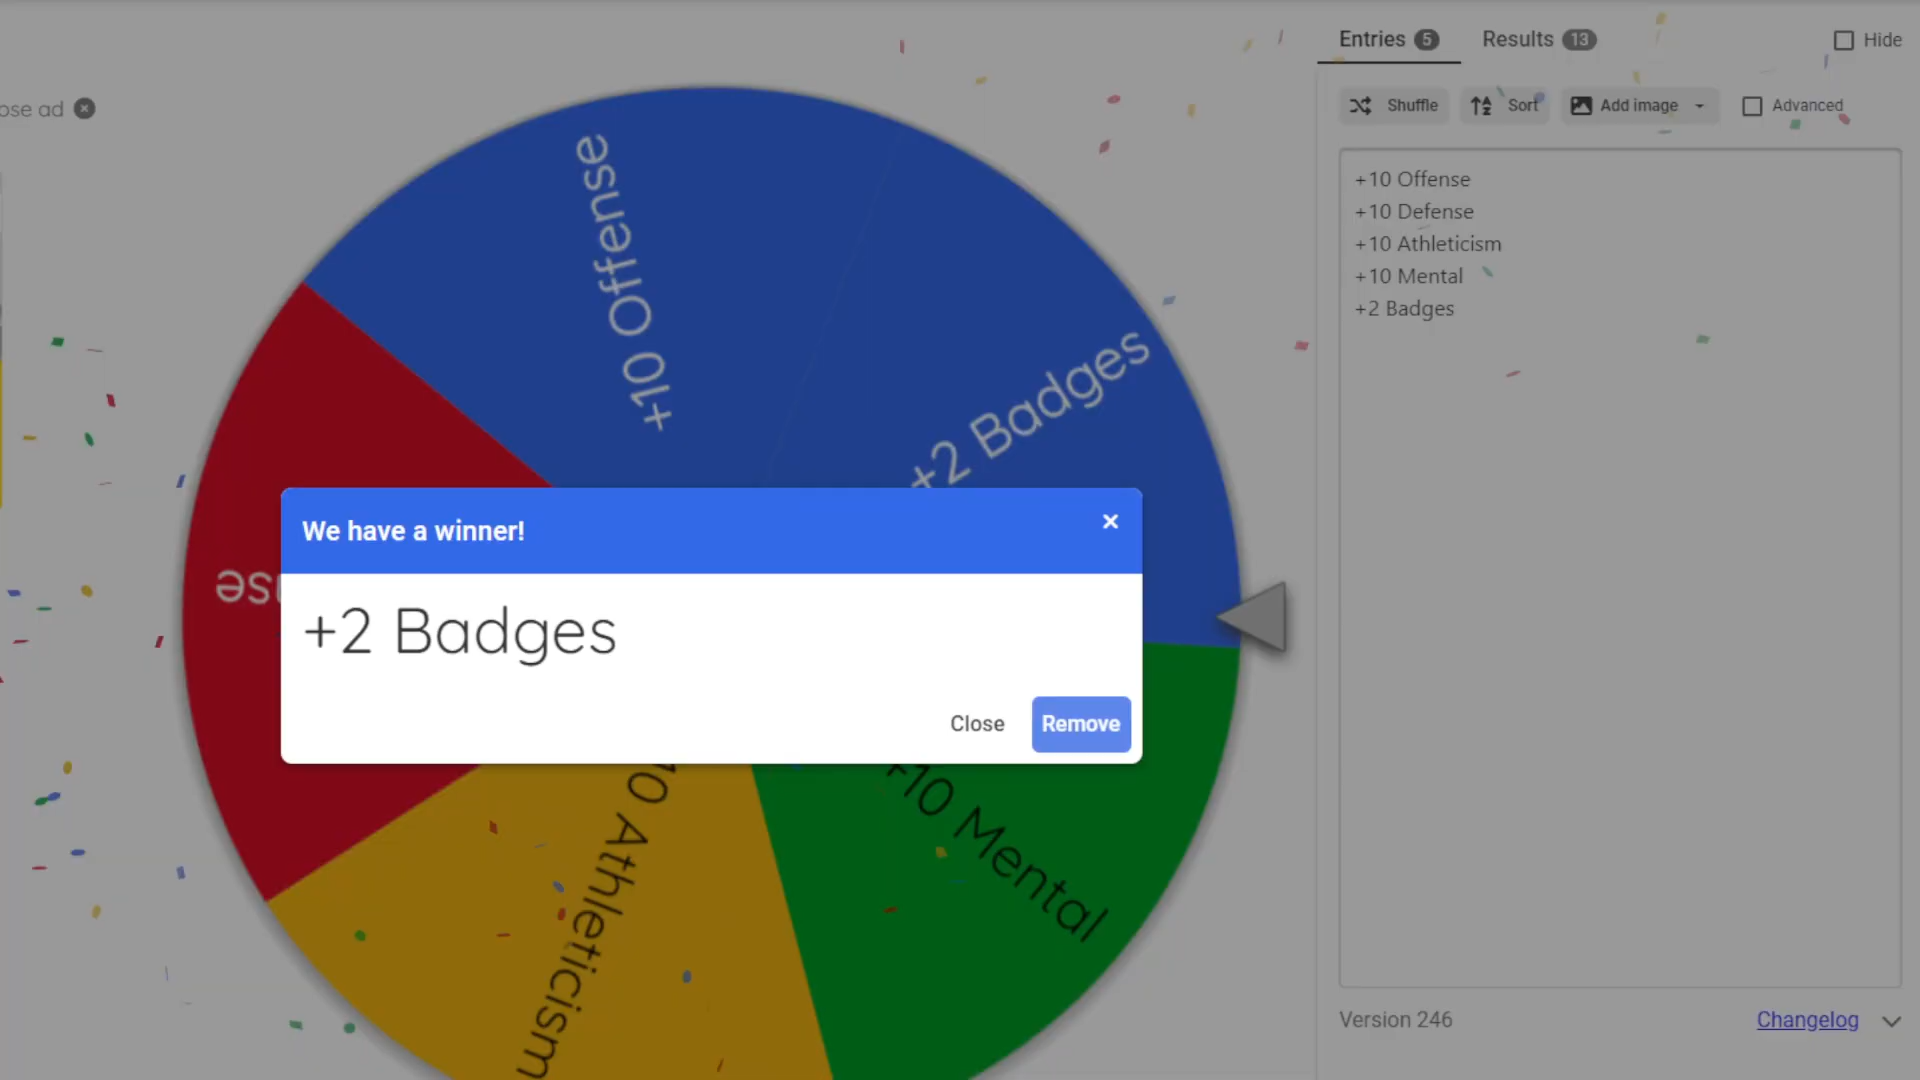 ose ad
Entries 5
Results 13
Hide
Shuffle
Sort
Add image
Advanced
+10 Offense
+10 Defense
+10 Athleticism
+10 Mental
+2 Badges
+10 Offense
+2 Badges
We have a winner!
+2 Badges
Close
Remove
+10 Mental
10 Athleticism
Version 246
Changelog